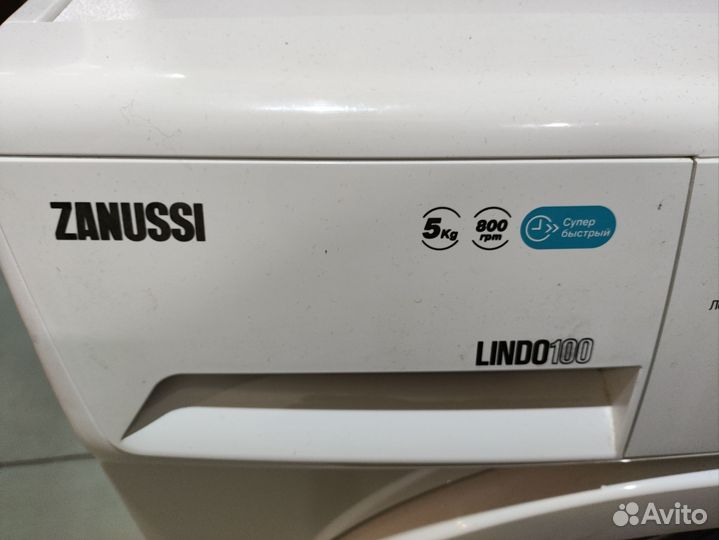 ZANUSSI
5Kg
800
rpm
Супер
быстрый
LINDO100
Avito